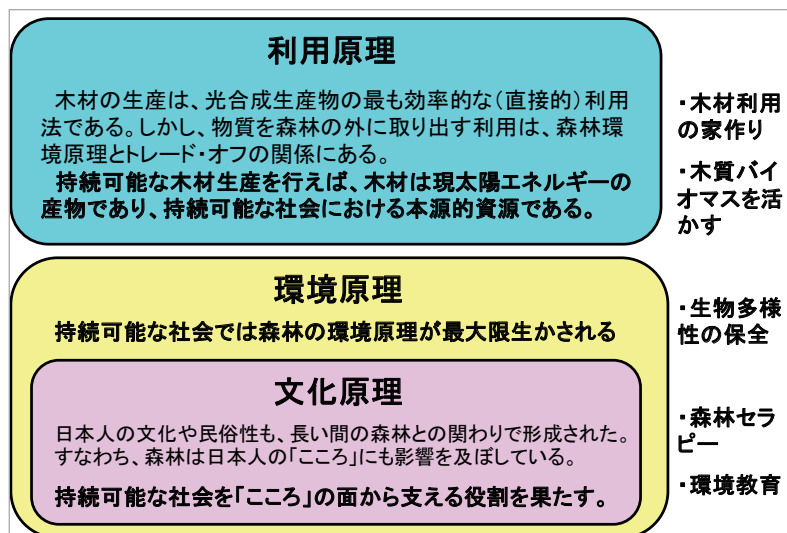 利用原理
木材の生産は、光合成生産物の最も効率的な（直接的）利用
法である。しかし、物質を森林の外に取り出す利用は、森林環
境原理とトレード・オフの関係にある。
持続可能な木材生産を行えば、木材は現太陽エネルギーの
産物であり、持続可能な社会における本源的資源である。
・木材利用
の家作り
・木質バイ
オマスを活
かす
環境原理
持続可能な社会では森林の環境原理が最大限生かされる
・生物多様
性の保全
文化原理
日本人の文化や民俗性も、長い間の森林との関わりで形成された。
すなわち、森林は日本人の「こころ」にも影響を及ぼしている。
持続可能な社会を「こころ」の面から支える役割を果たす。
・森林セラ
ピー
・環境教育